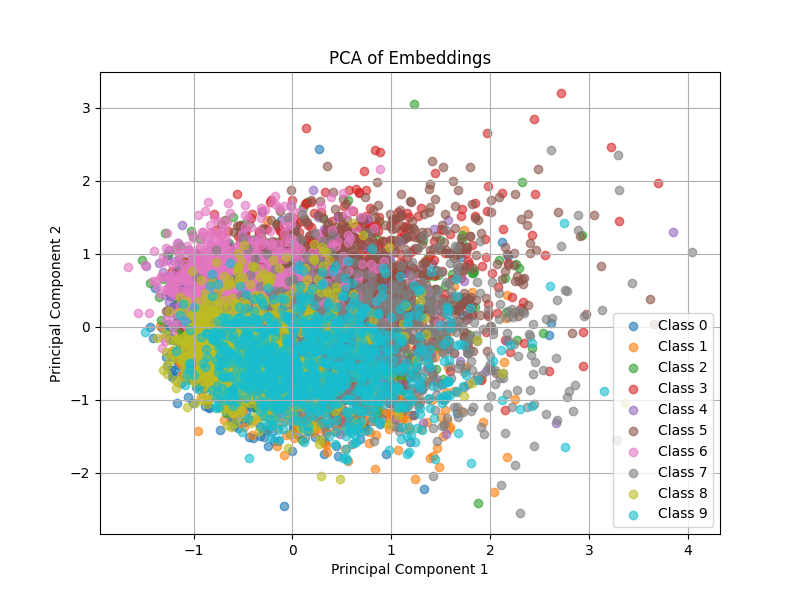 PCA of Embeddings
Principal Component 2
3
2
1
0
−1
−2
−1
0
1
2
3
4
Principal Component 1
Class 0
Class 1
Class 2
Class 3
Class 4
Class 5
Class 6
Class 7
Class 8
Class 9